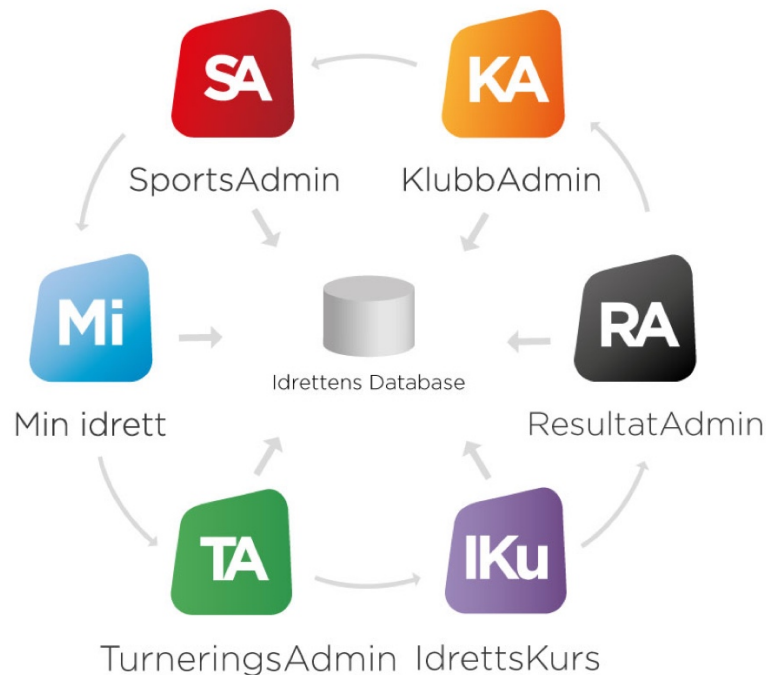 SA
KA
SportsAdmin
KlubbAdmin
Mi
RA
Idrettens Database
Min idrett
ResultatAdmin
TA
IKu
TurneringsAdmin
IdrettsKurs